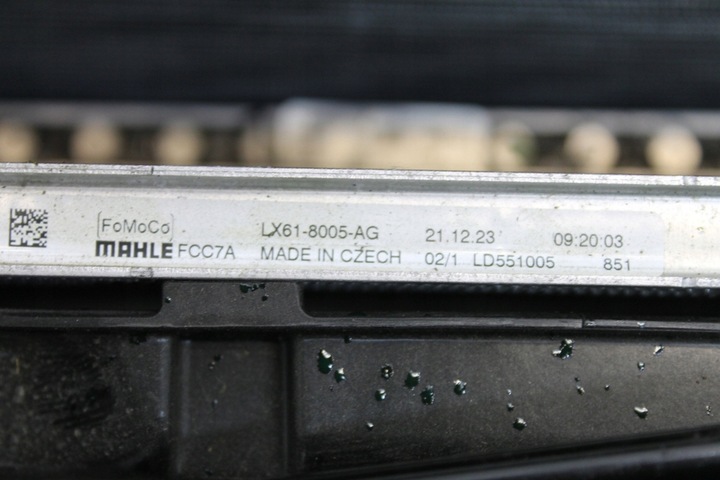 FoMoCo LX61-8005-AG 21.12.23 09:20:03
MAHLE FCC7A MADE IN CZECH 02/1 LD551005 851